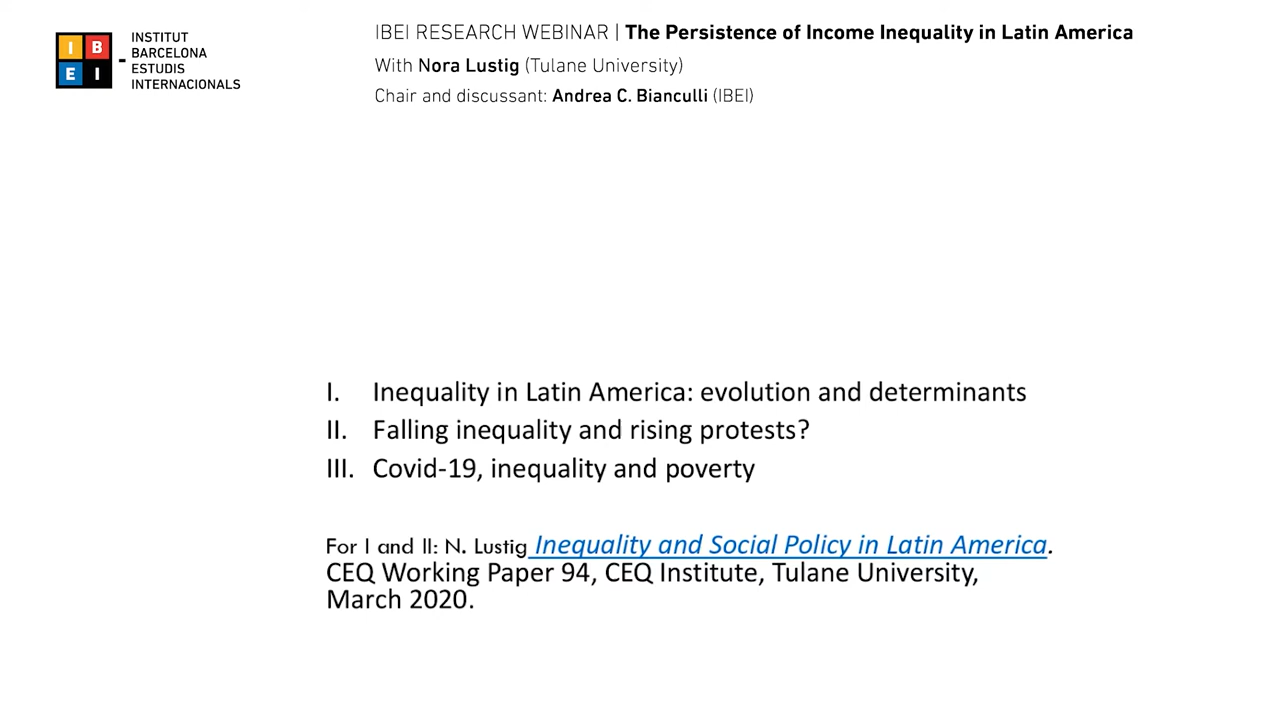 I B
E I
-
INSTITUT
BARCELONA
ESTUDIS
INTERNACIONALS
IBEI RESEARCH WEBINAR | The Persistence of Income Inequality in Latin America
With Nora Lustig (Tulane University)
Chair and discussant: Andrea C. Bianculli (IBEI)
I. Inequality in Latin America: evolution and determinants
II. Falling inequality and rising protests?
III. Covid-19, inequality and poverty
For I and II: N. Lustig Inequality and Social Policy in Latin America.
CEQ Working Paper 94, CEQ Institute, Tulane University,
March 2020.